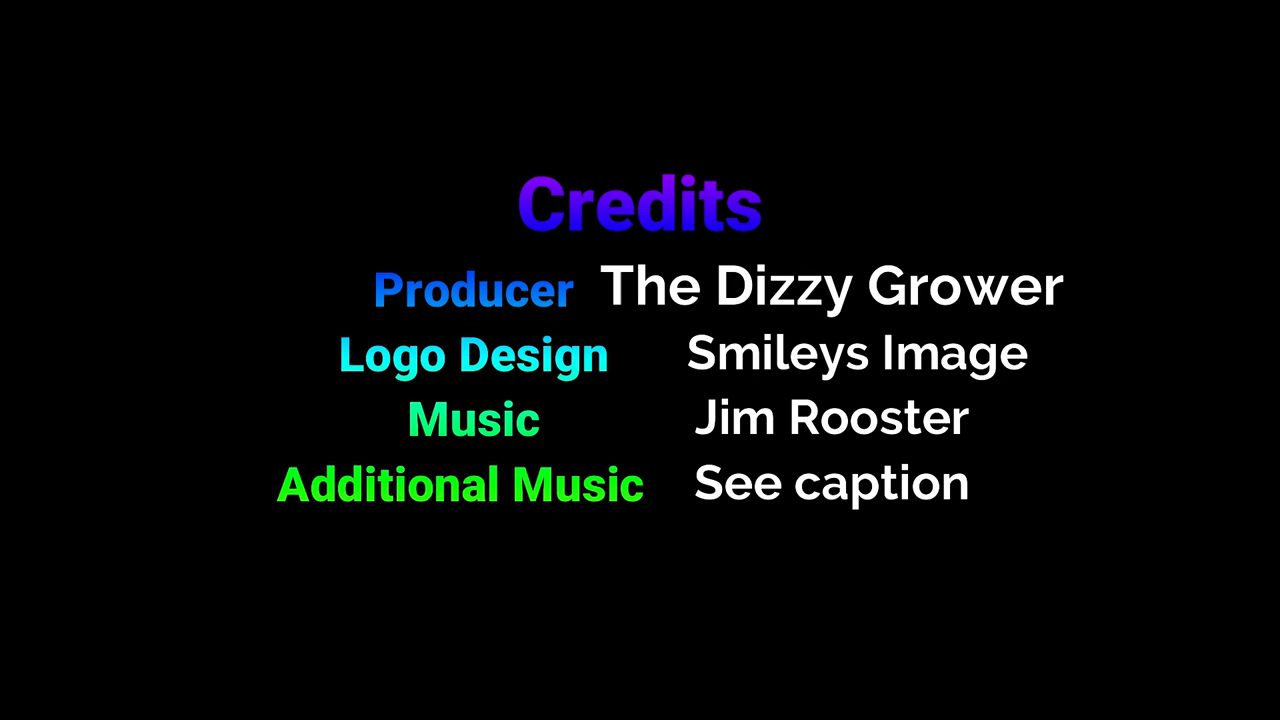 Credits
Producer The Dizzy Grower
Logo Design Smileys Image
Music Jim Rooster
Additional Music See caption